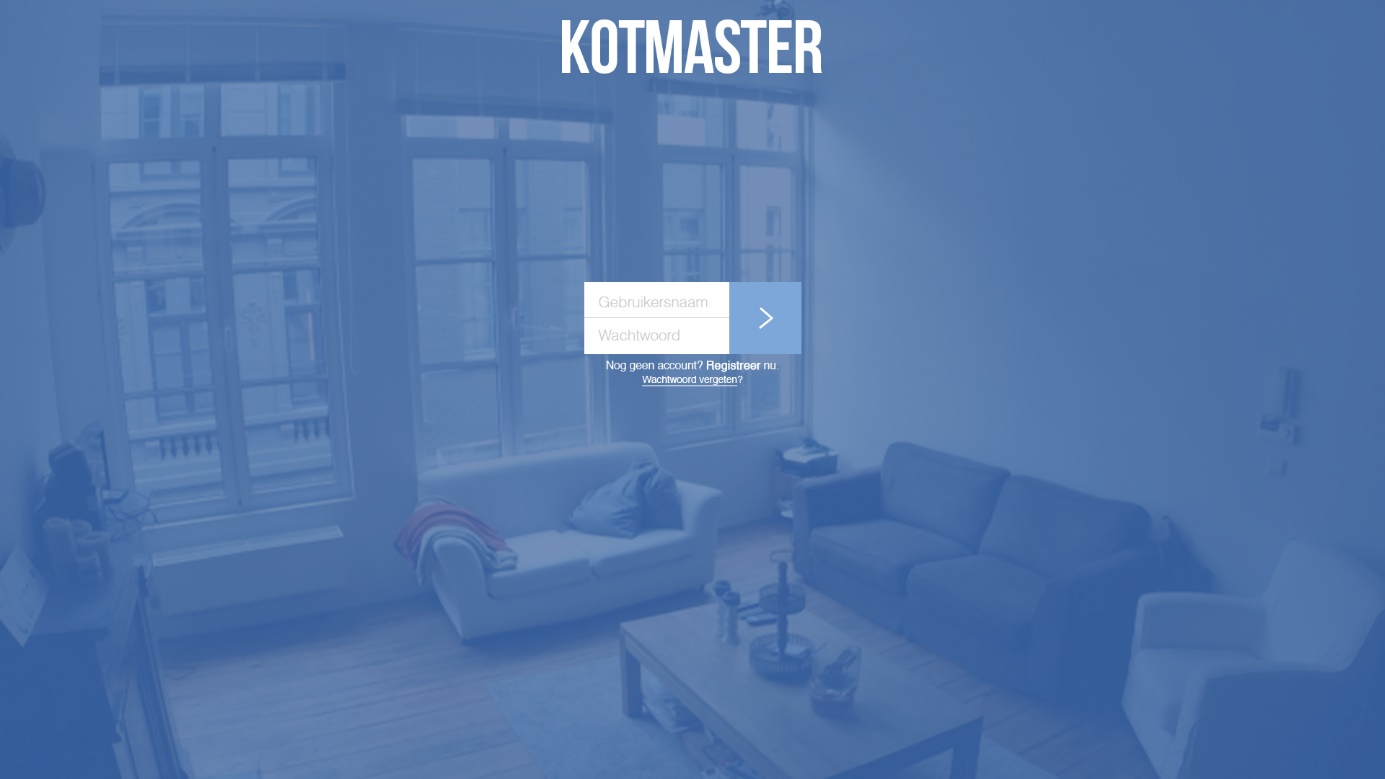 KOTMASTER
Gebruikersnaam
Wachtwoord
Nog geen account? Registreer nu.
Wachtwoord vergeten?